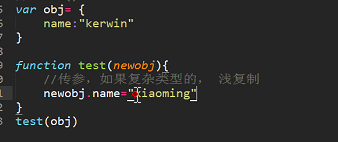 var obj= {
name:"kerwin"
}
function test(newobj){
//传参，如果复杂类型的， 浅复制
newobj.name="xiaoming"
}
test(obj)